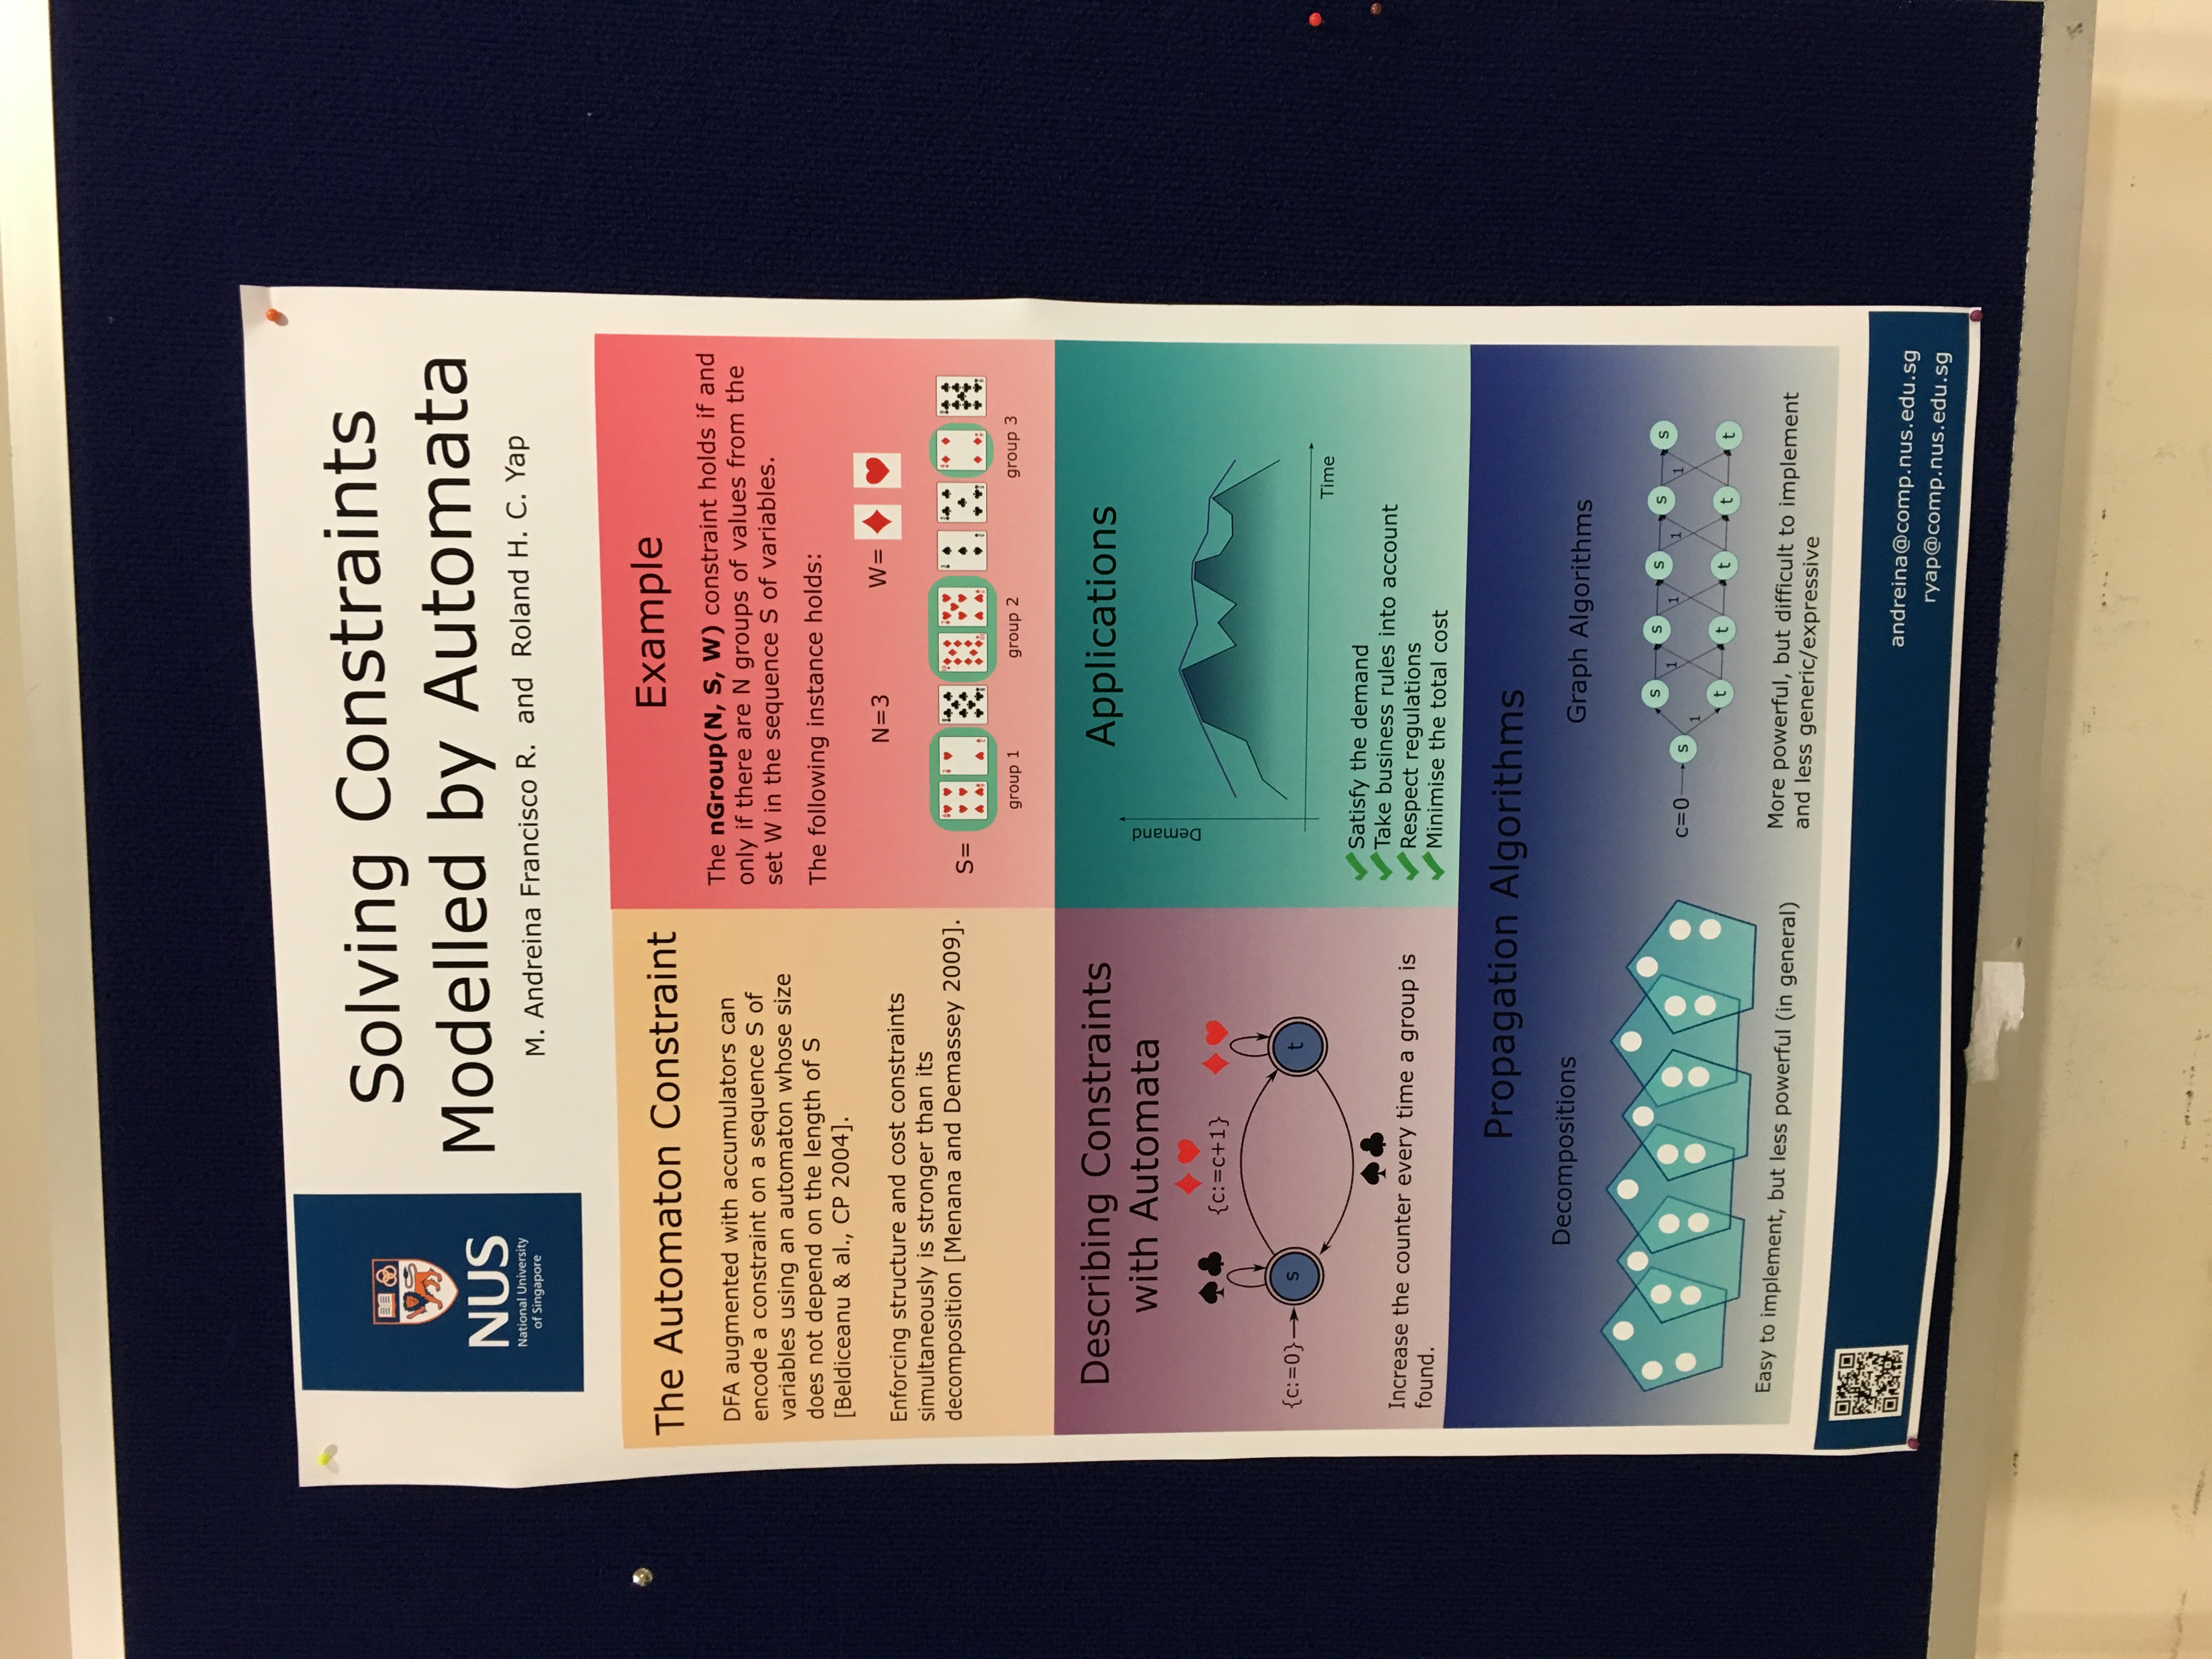 NUS
National University
of Singapore
Solving Constraints
Modelled by Automata
M. Andreina Francisco R. and Roland H. C. Yap
The Automaton Constraint
DFA augmented with accumulators can
encode a constraint on a sequence S of
variables using an automaton whose size
does not depend on the length of S
[Beldiceanu & al., CP 2004].
Enforcing structure and cost constraints
simultaneously is stronger than its
decomposition [Menana and Demassey 2009].
Example
The nGroup(N, S, W) constraint holds if and
only if there are N groups of values from the
set W in the sequence S of variables.
The following instance holds:
N=3 W=
S=
group 1 group 2 group 3
Describing Constraints
with Automata
{c:=c+1}
{c:=0}
s t
Increase the counter every time a group is
found.
Applications
Demand
Time
Satisfy the demand
Take business rules into account
Respect regulations
Minimise the total cost
Propagation Algorithms
Decompositions
Easy to implement, but less powerful (in general)
Graph Algorithms
s s s s s
1 1 1 1
c=0 s
1
t t t t t
More powerful, but difficult to implement
and less generic/expressive
andreina@comp.nus.edu.sg
ryap@comp.nus.edu.sg